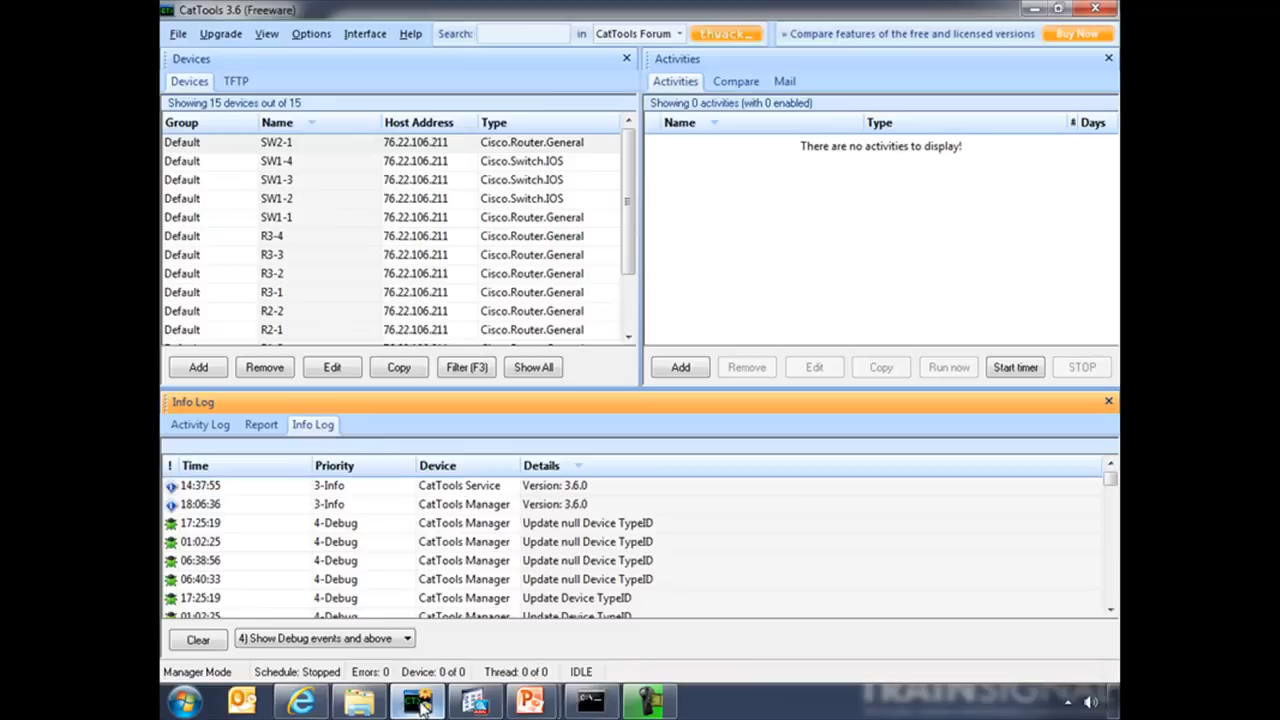 CatTools 3.6 (Freeware)
File Upgrade View Options Interface Help Search: in CatTools Forum thwack... » Compare features of the free and licensed versions Buy Now
Devices
Devices TFTP
Showing 15 devices out of 15
Group Name Host Address Type
Default SW2-1 76.22.106.211 Cisco.Router.General
Default SW1-4 76.22.106.211 Cisco.Switch.IOS
Default SW1-3 76.22.106.211 Cisco.Switch.IOS
Default SW1-2 76.22.106.211 Cisco.Switch.IOS
Default SW1-1 76.22.106.211 Cisco.Router.General
Default R3-4 76.22.106.211 Cisco.Router.General
Default R3-3 76.22.106.211 Cisco.Router.General
Default R3-2 76.22.106.211 Cisco.Router.General
Default R3-1 76.22.106.211 Cisco.Router.General
Default R2-2 76.22.106.211 Cisco.Router.General
Default R2-1 76.22.106.211 Cisco.Router.General
Add Remove Edit Copy Filter (F3) Show All
Activities
Activities Compare Mail
Showing 0 activities (with 0 enabled)
Name Type # Days
There are no activities to display!
Add Remove Edit Copy Run now Start timer STOP
Info Log
Activity Log Report Info Log
! Time Priority Device Details
14:37:55 3-Info CatTools Service Version: 3.6.0
18:06:36 3-Info CatTools Manager Version: 3.6.0
17:25:19 4-Debug CatTools Manager Update null Device TypeID
01:02:25 4-Debug CatTools Manager Update null Device TypeID
06:38:56 4-Debug CatTools Manager Update null Device TypeID
06:40:33 4-Debug CatTools Manager Update null Device TypeID
17:25:19 4-Debug CatTools Manager Update Device TypeID
01:02:25 4-Debug CatTools Manager Update Device TypeID
Clear 4) Show Debug events and above
Manager Mode Schedule: Stopped Errors: 0 Device: 0 of 0 Thread: 0 of 0 IDLE
TRAINSIGNAL